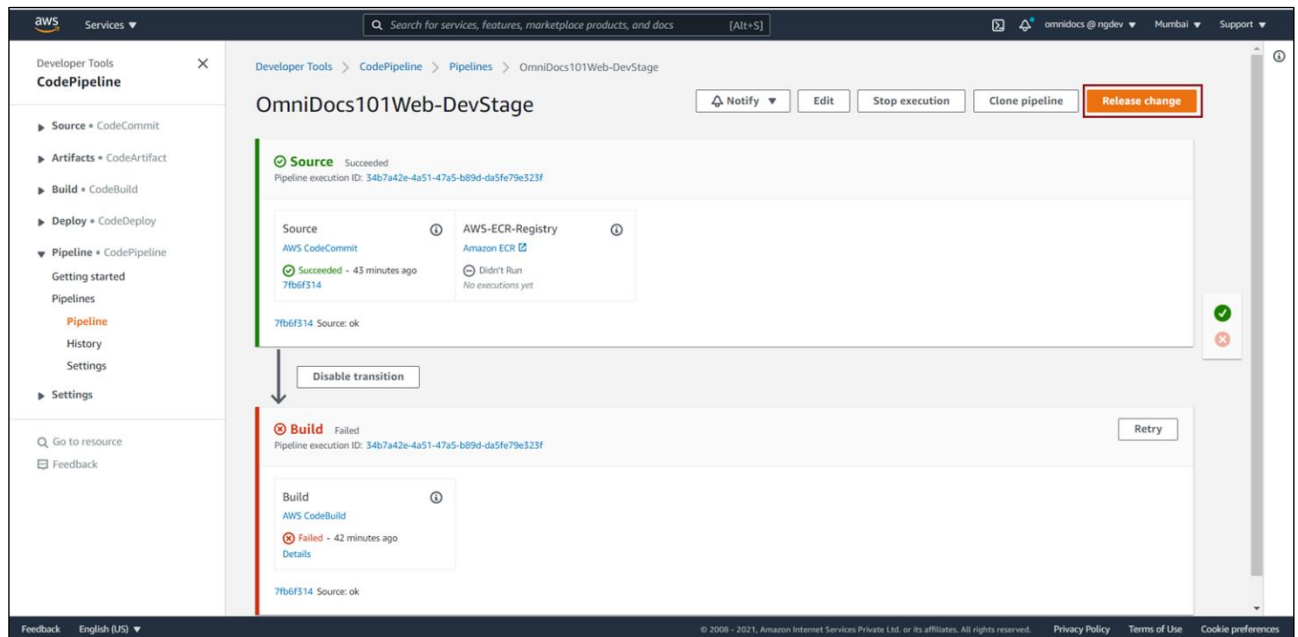 aws Services ▼ Search for services, features, marketplace products, and docs [Alt+S] omnidocs @ ngdev ▼ Mumbai ▼ Support ▼
Developer Tools
CodePipeline
Source • CodeCommit
Artifacts • CodeArtifact
Build • CodeBuild
Deploy • CodeDeploy
Pipeline • CodePipeline
Getting started
Pipelines
Pipeline
History
Settings
Settings
Go to resource
Feedback
Developer Tools > CodePipeline > Pipelines > OmniDocs101Web-DevStage
OmniDocs101Web-DevStage
Notify ▼ Edit Stop execution Clone pipeline Release change
Source Succeeded
Pipeline execution ID: 34b7a42e-4a51-47a5-b89d-da5fe79e323f
Source
AWS CodeCommit
Succeeded - 43 minutes ago
7fb6f314
AWS-ECR-Registry
Amazon ECR
Didn't Run
No executions yet
7fb6f314 Source: ok
Disable transition
Build Failed
Pipeline execution ID: 34b7a42e-4a51-47a5-b89d-da5fe79e323f
Retry
Build
AWS CodeBuild
Failed - 42 minutes ago
Details
7fb6f314 Source: ok
Feedback English (US) ▼ © 2008 - 2021, Amazon Internet Services Private Ltd. or its affiliates. All rights reserved. Privacy Policy Terms of Use Cookie preferences